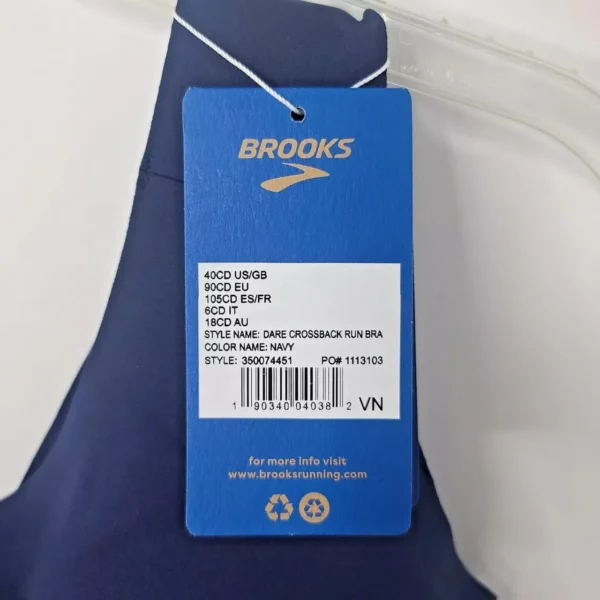 BROOKS
40CD US/GB
90CD EU
105CD ES/FR
6CD IT
18CD AU
STYLE NAME: DARE CROSSBACK RUN BRA
COLOR NAME: NAVY
STYLE: 350074451 PO# 1113103
1 90340 04038 2 VN
for more info visit
www.brooksrunning.com